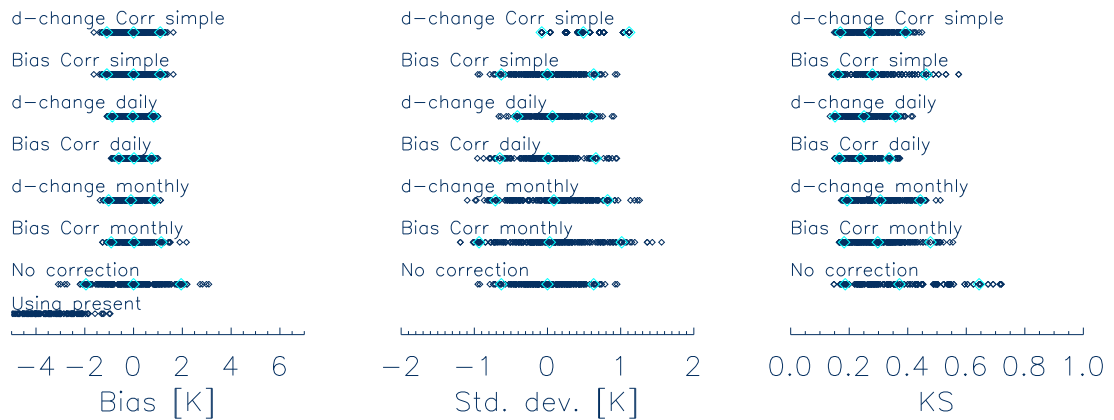 d-change Corr simple
Bias Corr simple
d-change daily
Bias Corr daily
d-change monthly
Bias Corr monthly
No correction
Using present
-4 -2 0 2 4 6
Bias [K]
d-change Corr simple
Bias Corr simple
d-change daily
Bias Corr daily
d-change monthly
Bias Corr monthly
No correction
-2 -1 0 1 2
Std. dev. [K]
d-change Corr simple
Bias Corr simple
d-change daily
Bias Corr daily
d-change monthly
Bias Corr monthly
No correction
0.0 0.2 0.4 0.6 0.8 1.0
KS